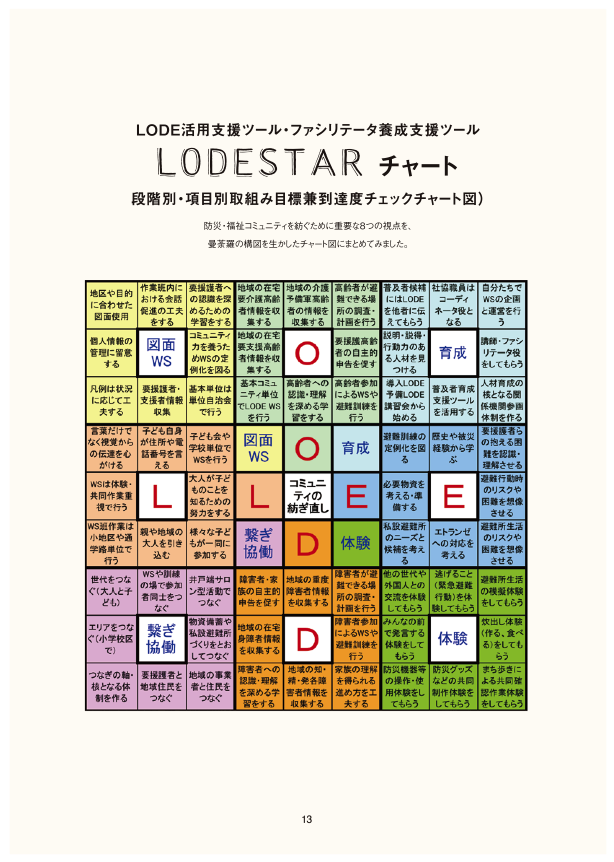 LODE活用支援ツール・ファシリテータ養成支援ツール
LODESTAR チャート
段階別・項目別取組み目標兼到達度チェックチャート図)
防災・福祉コミュニティを紡ぐために重要な8つの視点を、
曼荼羅の構図を生かしたチャート図にまとめてみました。
地区や目的
に合わせた
図面使用
作業班内に
おける会話
促進の工夫
をする
要援護者へ
の認識を深
めるための
学習をする
地域の在宅
要介護高齢
者情報を収
集する
地域の介護
予備軍高齢
者の情報を
収集する
高齢者が避
難できる場
所の調査・
計画を行う
普及者候補
にはLODE
を他者に伝
えてもらう
社協職員は
コーディ
ネータ役と
なる
自分たちで
WSの企画
と運営を行
う
個人情報の
管理に留意
する
図面
WS
コミュニティ
力を養うた
めWSの定
例化を図る
地域の在宅
要支援高齢
者情報を収
集する
O
要援護高齢
者の自主的
申告を促す
説明・説得・
行動力のあ
る人材を見
つける
育成
講師・ファシ
リテータ役
をしてもらう
凡例は状況
に応じて工
夫する
要援護者・
支援者情報
収集
基本単位は
単位自治会
で行う
基本コミュ
ニティ単位
でLODE WS
を行う
高齢者への
認識・理解
を深める学
習をする
高齢者参加
によるWSや
避難訓練を
行う
導入LODE
予備LODE
講習会から
始める
普及者育成
支援ツール
を活用する
人材育成の
核となる関
係機関参画
体制を作る
言葉だけで
なく視覚から
の伝達を心
がける
子ども自身
が住所や電
話番号を言
える
子ども会や
学校単位で
WSを行う
図面
WS
O
育成
避難訓練の
定例化を図
る
歴史や被災
経験から学
ぶ
要援護者ら
の抱える困
難を認識・
理解させる
WSは体験・
共同作業重
視で行う
L
大人が子ど
ものことを
知るための
努力をする
L
コミュニ
ティの
紡ぎ直し
E
必要物資を
考える・準
備する
E
避難行動時
のリスクや
困難を想像
させる
WS班作業は
小地区や通
学路単位で
行う
親や地域の
大人を引き
込む
様々な子ど
もが一同に
参加する
繋ぎ
協働
D
体験
私設避難所
のニーズと
候補を考え
る
エトランゼ
への対応を
考える
避難所生活
のリスクや
困難を想像
させる
世代をつな
ぐ(大人と子
ども)
WSや訓練
の場で参加
者同士をつ
なぐ
井戸端サロ
ン型活動で
つなぐ
障害者・家
族の自主的
申告を促す
地域の重度
障害者情報
を収集する
障害者が避
難できる場
所の調査・
計画を行う
他の世代や
外国人との
交流を体験
してもらう
逃げること
(緊急避難
行動)を体
験してもらう
避難所生活
の模擬体験
をしてもらう
エリアをつな
ぐ(小学校区
で)
繋ぎ
協働
物資備蓄や
私設避難所
づくりをとお
してつなぐ
地域の在宅
身障者情報
を収集する
D
障害者参加
によるWSや
避難訓練を
行う
みんなの前
で発言する
体験をして
もらう
体験
炊出し体験
(作る、食べ
る)をしても
らう
つなぎの軸・
核となる体
制を作る
要援護者と
地域住民を
つなぐ
地域の事業
者と住民を
つなぐ
障害者への
認識・理解
を深める学
習をする
地域の知・
精・発各障
害者情報を
収集する
家族の理解
を得られる
進め方を工
夫する
防災機器等
の操作・使
用体験をし
てもらう
防災グッズ
などの共同
制作体験を
してもらう
まち歩きに
よる共同確
認作業体験
をしてもらう
13